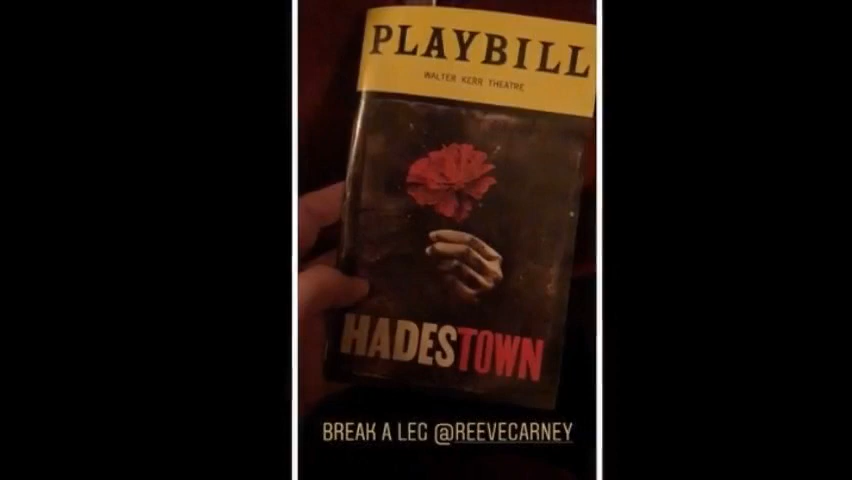 PLAYBILL
WALTER KERR THEATRE
HADESTOWN
BREAK A LEG @REEVECARNEY